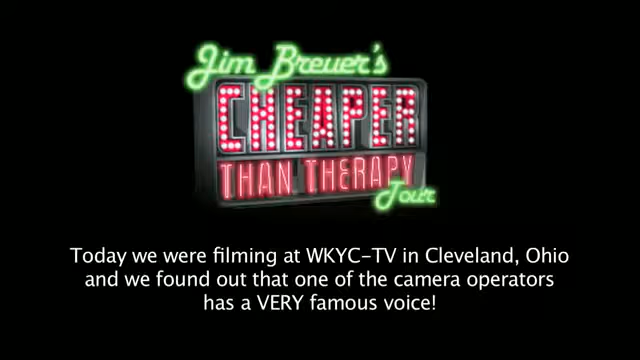 Jim Breuer's
CHEAPER
THAN THERAPY
Tour
Today we were filming at WKYC-TV in Cleveland, Ohio
and we found out that one of the camera operators
has a VERY famous voice!